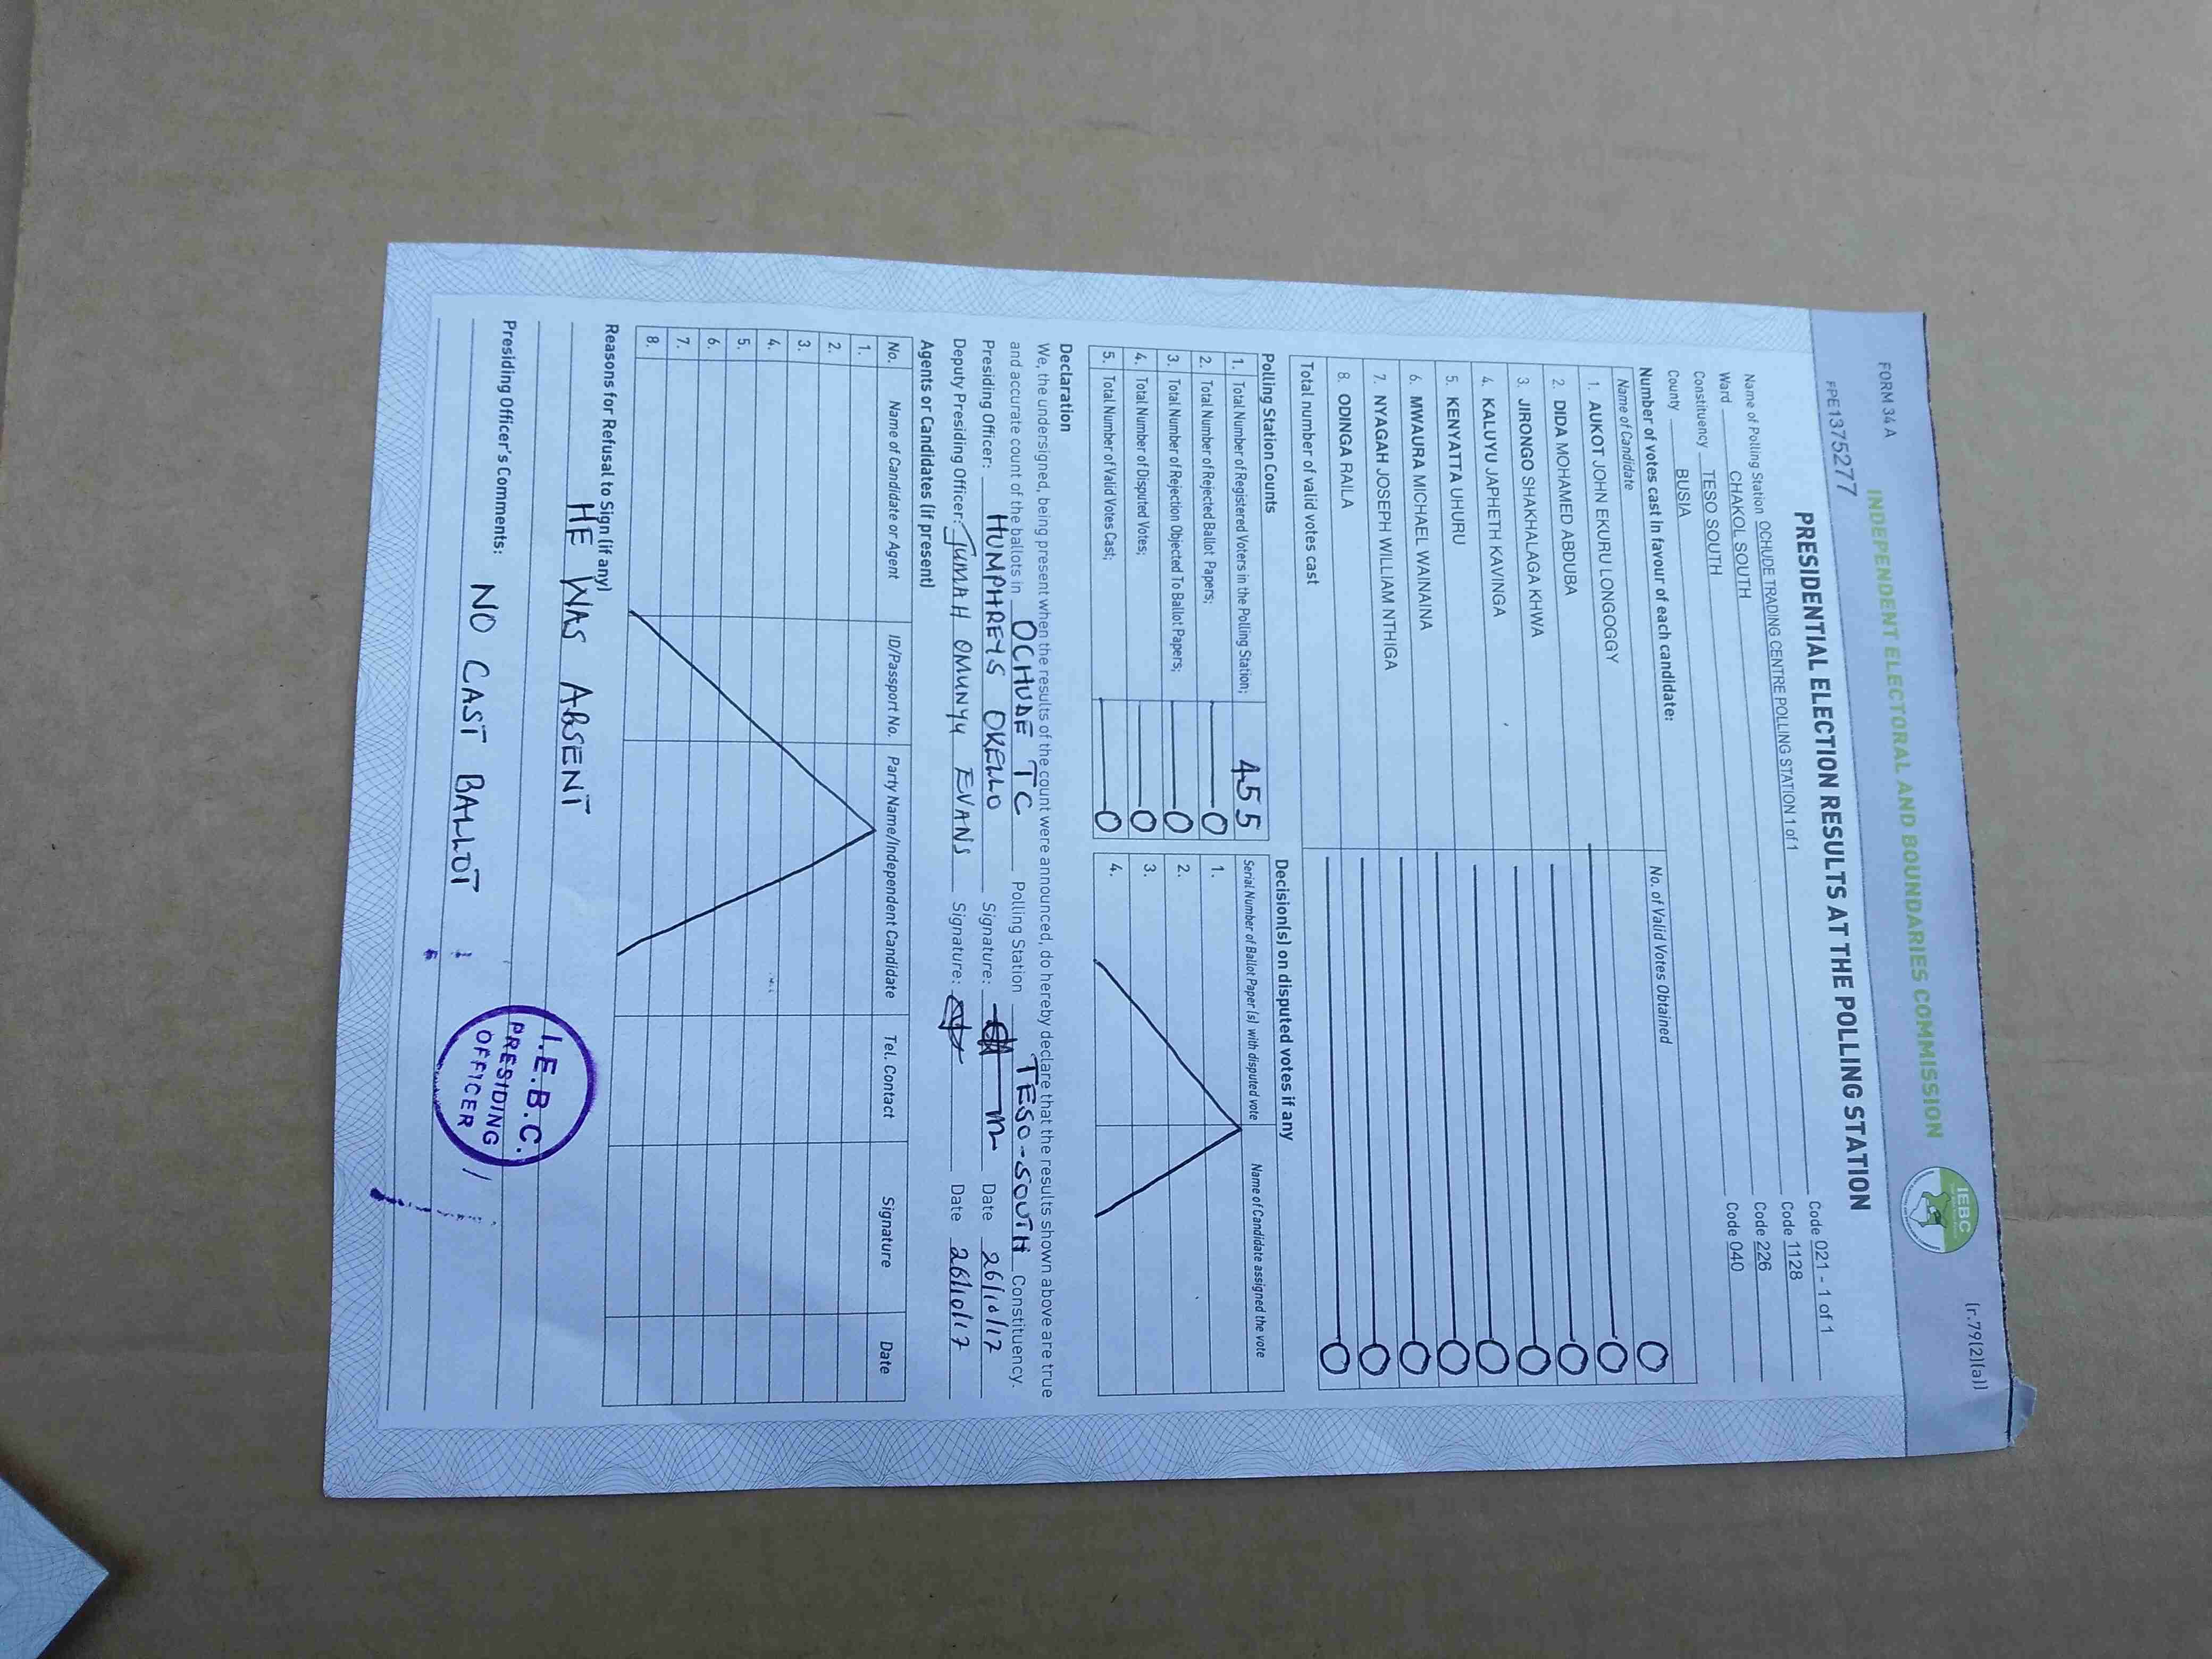 FORM 34 A
(r.79(2)(a))
INDEPENDENT ELECTORAL AND BOUNDARIES COMMISSION
IEBC
FPE1375277
PRESIDENTIAL ELECTION RESULTS AT THE POLLING STATION
Name of Polling Station OCHUDE TRADING CENTRE POLLING STATION 1 of 1 Code 021 - 1 of 1
Ward CHAKOL SOUTH Code 1128
Constituency TESO SOUTH Code 226
County BUSIA Code 040
Number of votes cast in favour of each candidate:
Name of Candidate No. of Valid Votes Obtained 0
1. AUKOT JOHN EKURU LONGOGGY 0
2. DIDA MOHAMED ABDUBA 0
3. JIRONGO SHAKHALAGA KHWA 0
4. KALUYU JAPHETH KAVINGA 0
5. KENYATTA UHURU 0
6. MWAURA MICHAEL WAINAINA 0
7. NYAGAH JOSEPH WILLIAM NTHIGA 0
8. ODINGA RAILA 0
Total number of valid votes cast
Polling Station Counts
1. Total Number of Registered Voters in the Polling Station; 455
2. Total Number of Rejected Ballot Papers; 0
3. Total Number of Rejection Objected To Ballot Papers; 0
4. Total Number of Disputed Votes; 0
5. Total Number of Valid Votes Cast; 0
Decision(s) on disputed votes if any
Serial Number of Ballot Paper (s) with disputed vote Name of Candidate assigned the vote
1.
2.
3.
4.
Declaration
We, the undersigned, being present when the results of the count were announced, do hereby declare that the results shown above are true
and accurate count of the ballots in OCHUDE TC Polling Station TESO-SOUTH Constituency.
Presiding Officer: HUMPHREYS OKELLO Signature: Date 26/10/17
Deputy Presiding Officer: JUMAH OMUNYU EVANS Signature: Date 26/10/17
Agents or Candidates (if present)
No. Name of Candidate or Agent ID/Passport No. Party Name/Independent Candidate Tel. Contact Signature Date
1.
2.
3.
4.
5.
6.
7.
8.
Reasons for Refusal to Sign (if any)
HE WAS ABSENT
Presiding Officer's Comments:
NO CAST BALLOT
I.E.B.C.
PRESIDING
OFFICER